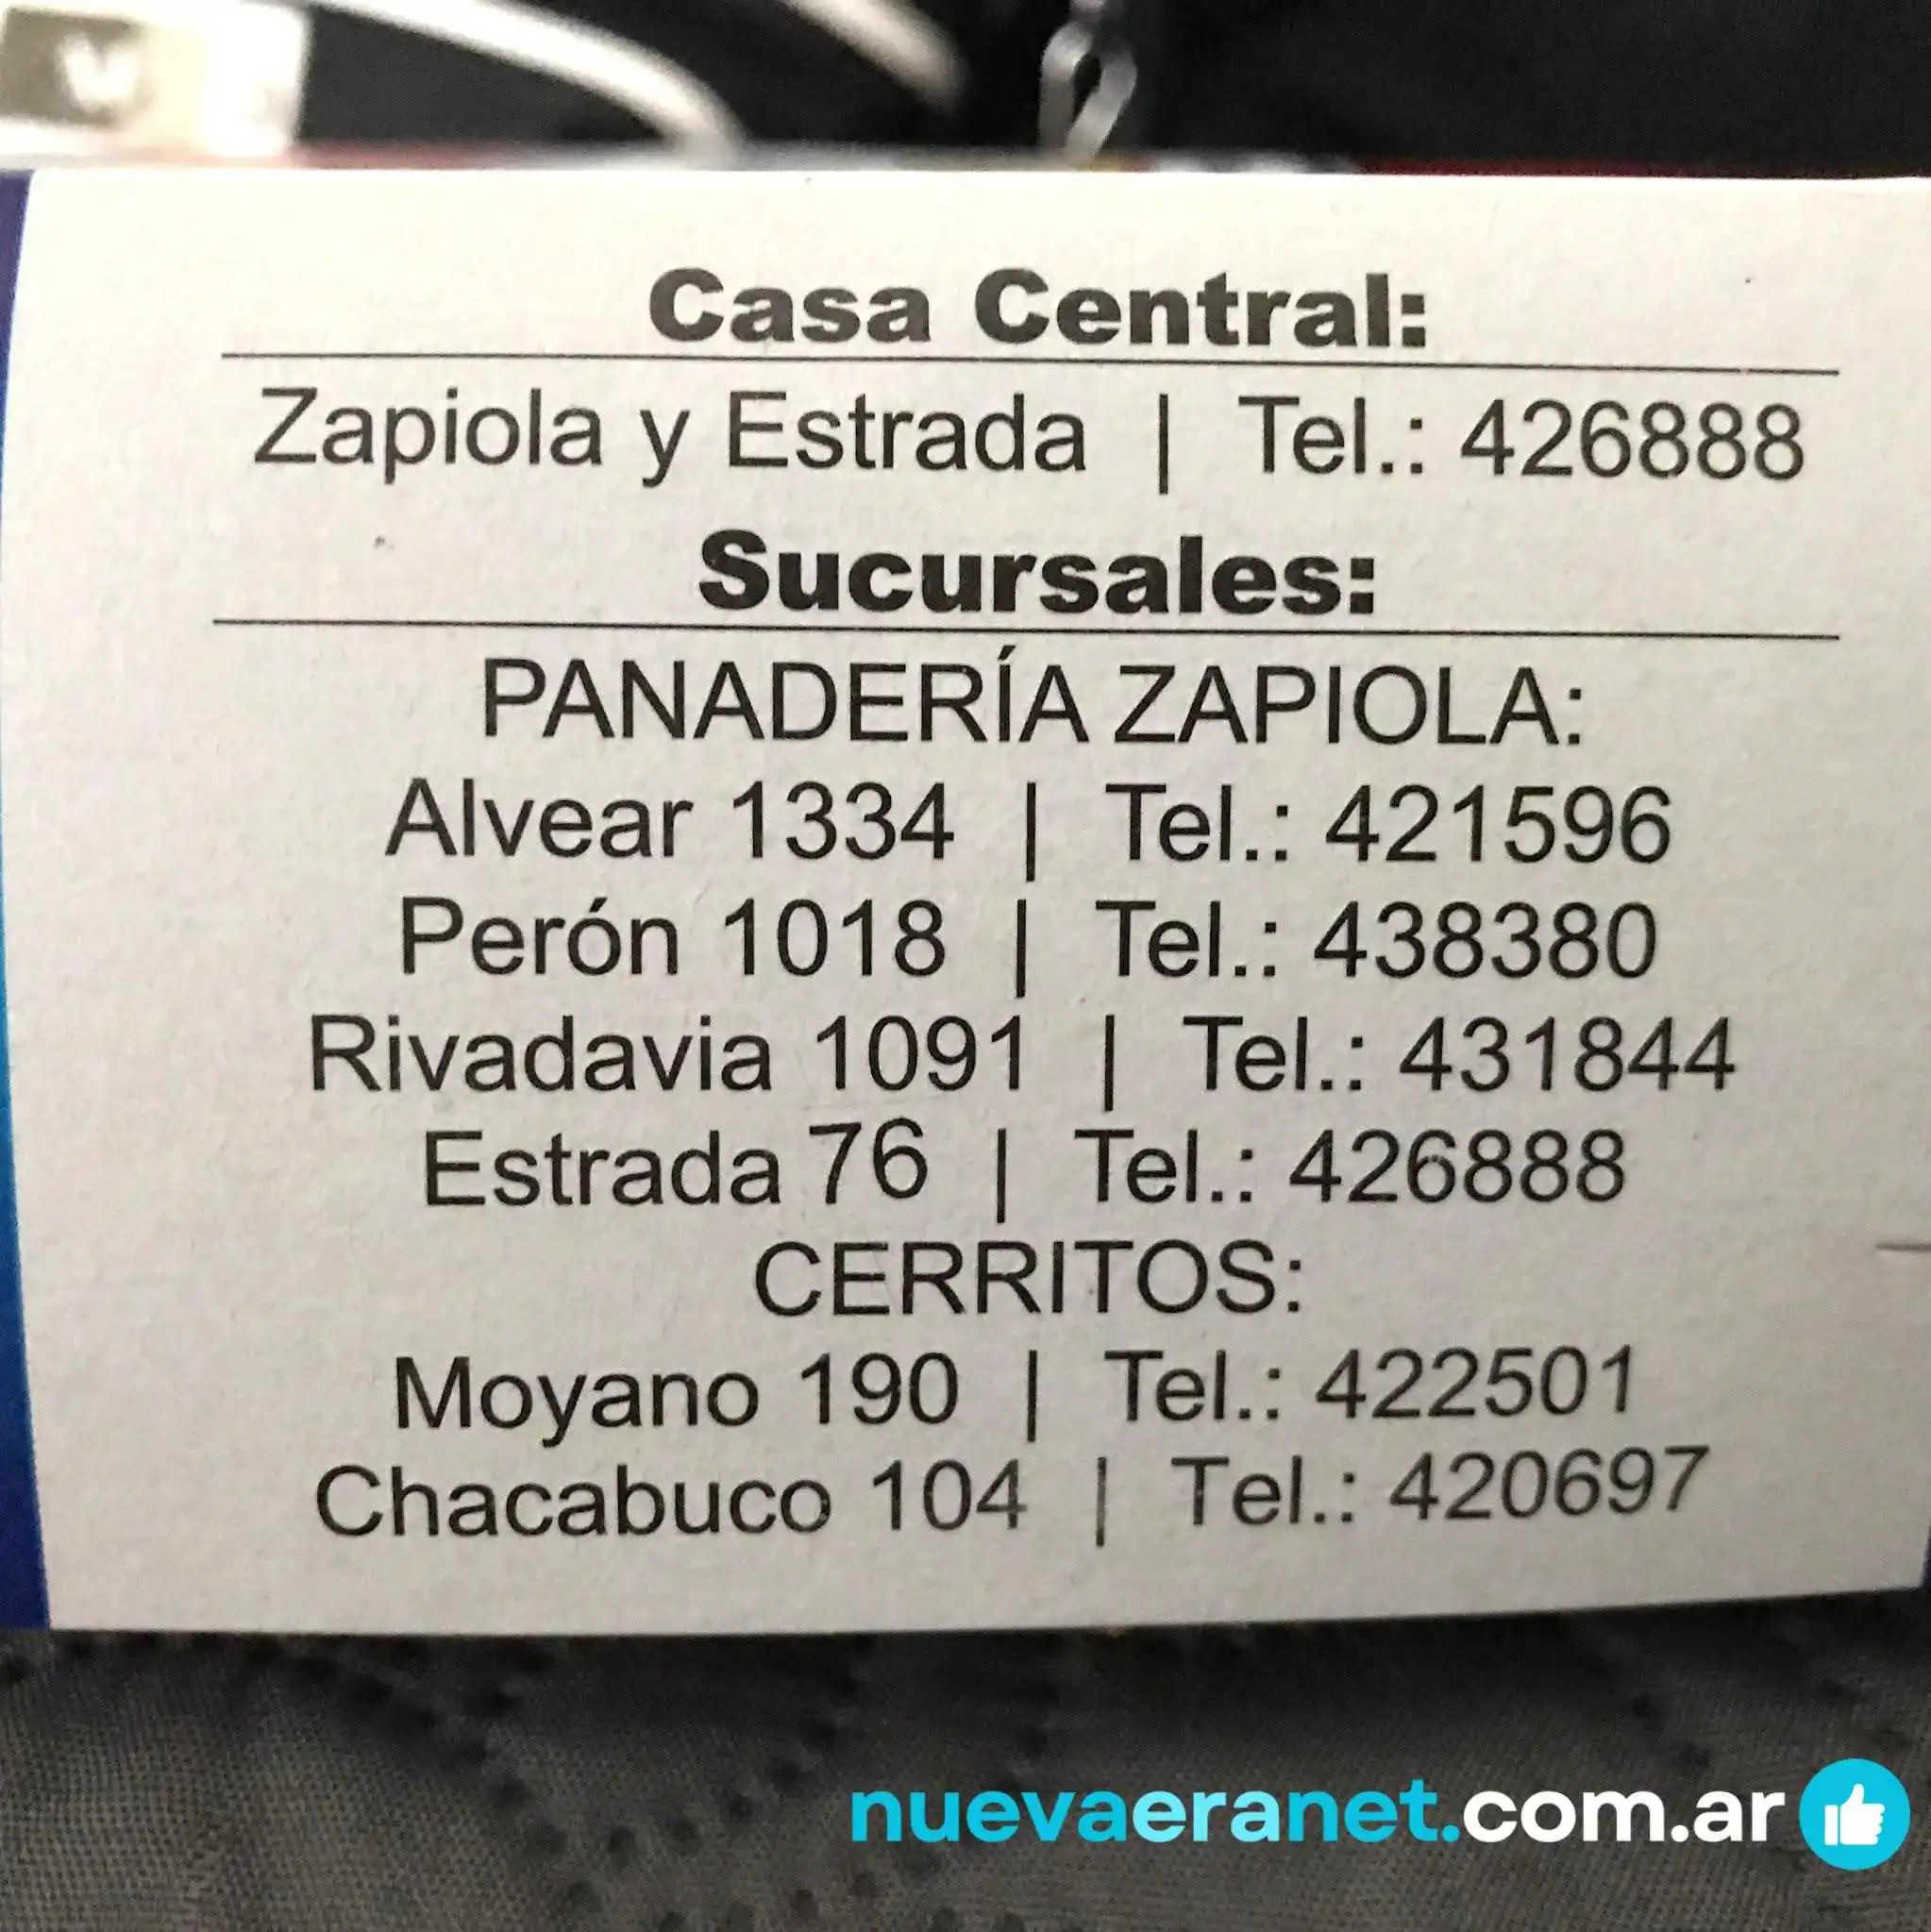 Casa Central:
Zapiola y Estrada | Tel.: 426888
Sucursales:
PANADERÍA ZAPIOLA:
Alvear 1334 | Tel.: 421596
Perón 1018 | Tel.: 438380
Rivadavia 1091 | Tel.: 431844
Estrada 76 | Tel.: 426888
CERRITOS:
Moyano 190 | Tel.: 422501
Chacabuco 104 | Tel.: 420697
nuevaeranet.com.ar